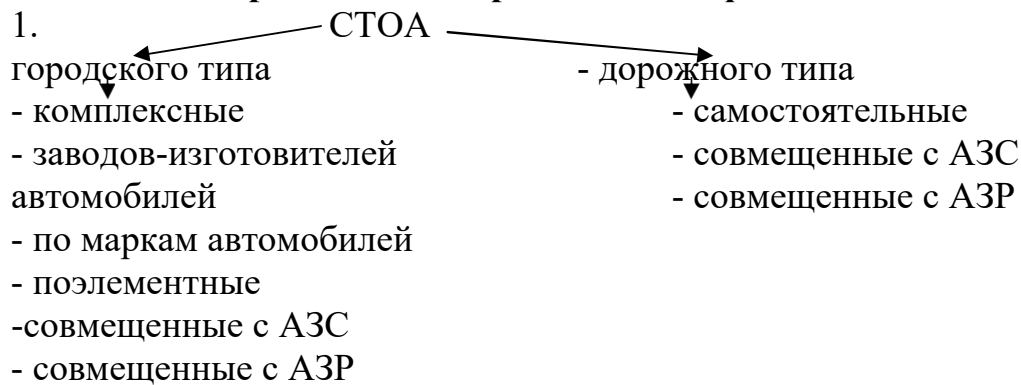 1. СТОА
городского типа - дорожного типа
- комплексные - самостоятельные
- заводов-изготовителей - совмещенные с АЗС
автомобилей - совмещенные с АЗР
- по маркам автомобилей
- поэлементные
-совмещенные с АЗС
- совмещенные с АЗР